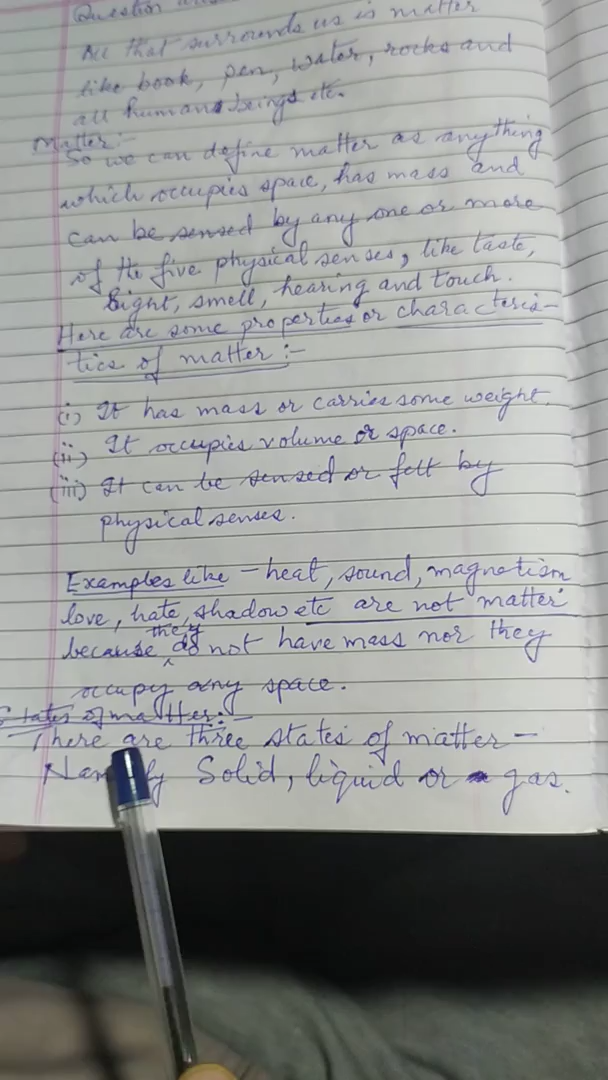 Question
All that surrounds us is matter
like book, pen, water, rocks and
all human beings etc.
Matter:-
So we can define matter as anything
which occupies space, has mass and
can be sensed by any one or more
of the five physical senses, like taste,
Sight, smell, hearing and touch.
Here are some properties or characteris-
tics of matter:-
(i) It has mass or carries some weight.
(ii) It occupies volume or space.
(iii) It can be sensed or felt by
physical senses.
Examples like - heat, sound, magnetism
love, hate, shadow etc are not matter
because they do not have mass nor they
occupy any space.
States of matter:-
There are three states of matter -
Solid, liquid or gas.